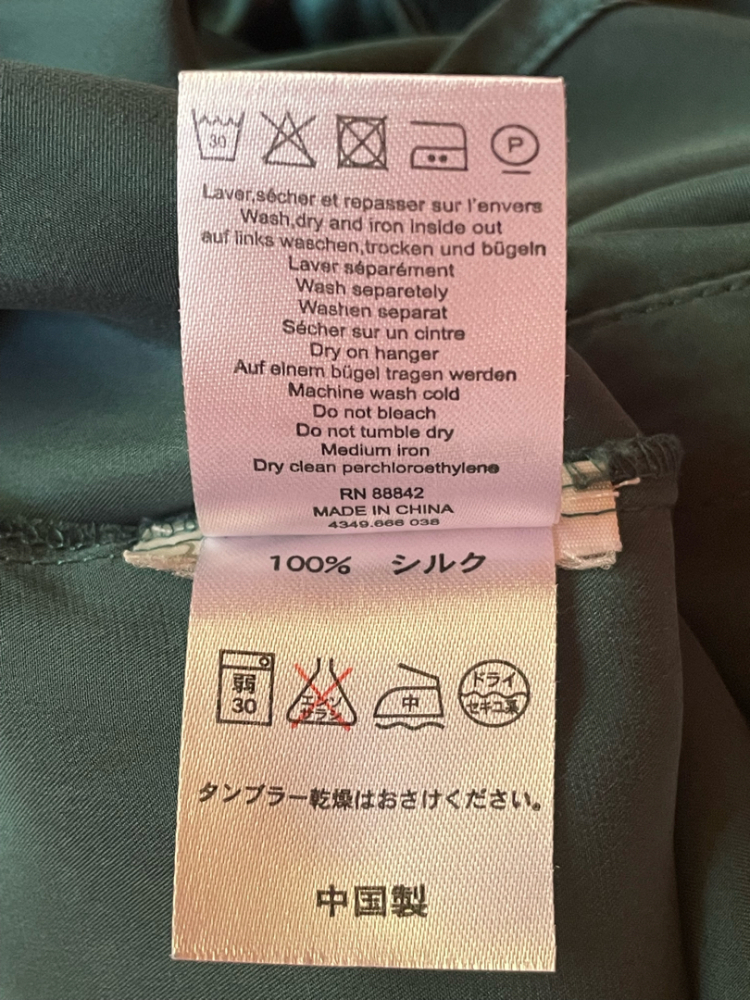 30
P
Laver,sécher et repasser sur l'envers
Wash,dry and iron inside out
auf links waschen,trocken und bügeln
Laver séparément
Wash separetely
Washen separat
Sécher sur un cintre
Dry on hanger
Auf einem bügel tragen werden
Machine wash cold
Do not bleach
Do not tumble dry
Medium iron
Dry clean perchloroethylene
RN 88842
MADE IN CHINA
4349.666 038
100% シルク
弱
30
エンソ
サラシ
中
ドライ
セキユ系
タンブラー乾燥はおさけください。
中国製